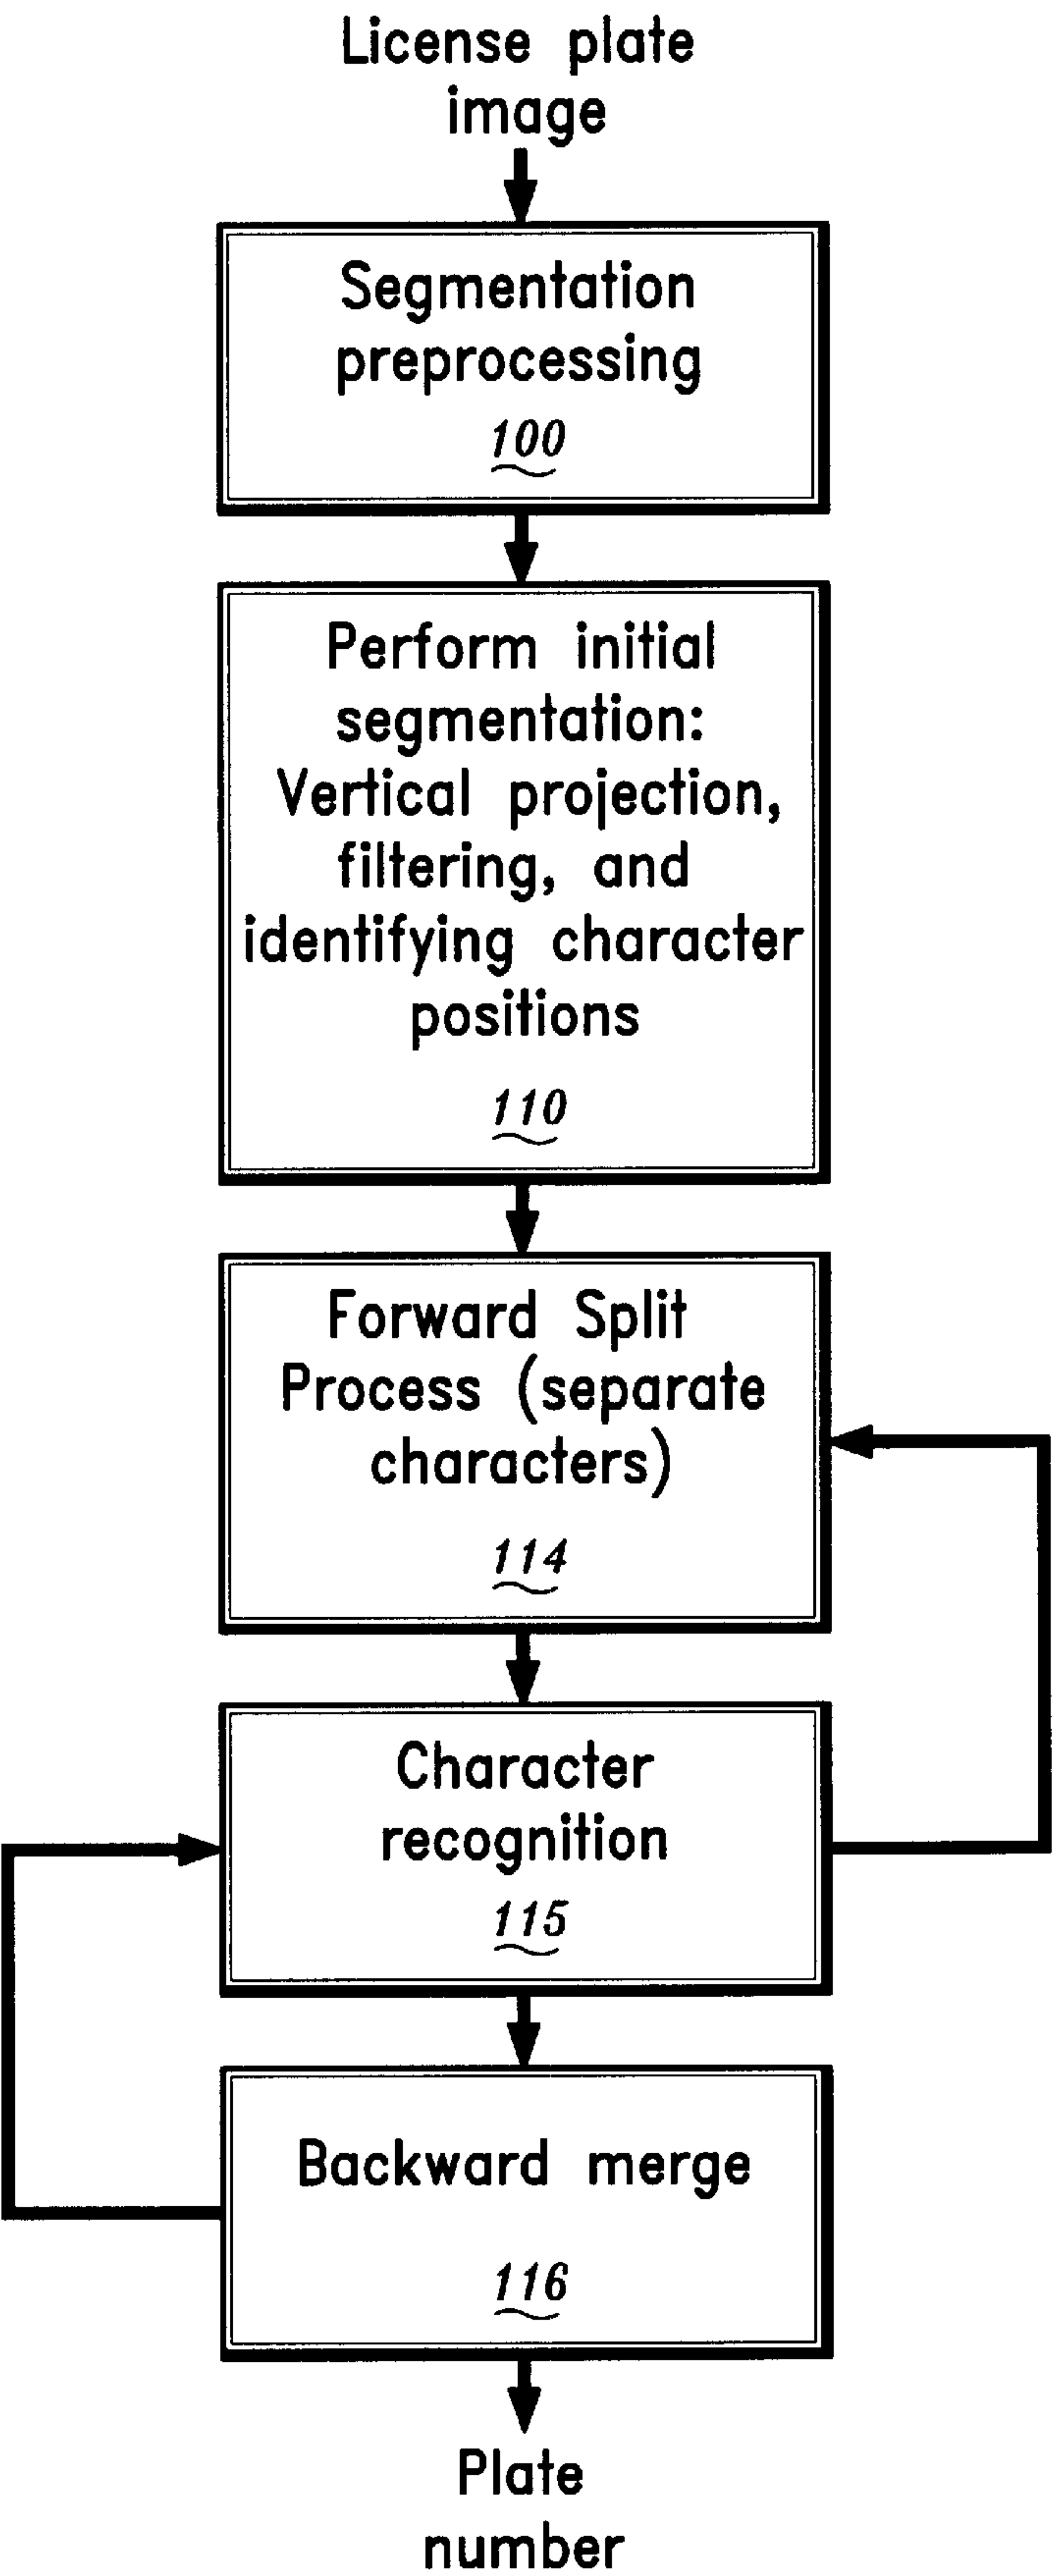 License plate
image
Segmentation
preprocessing
100
Perform initial
segmentation:
Vertical projection,
filtering, and
identifying character
positions
110
Forward Split
Process (separate
characters)
114
Character
recognition
115
Backward merge
116
Plate
number